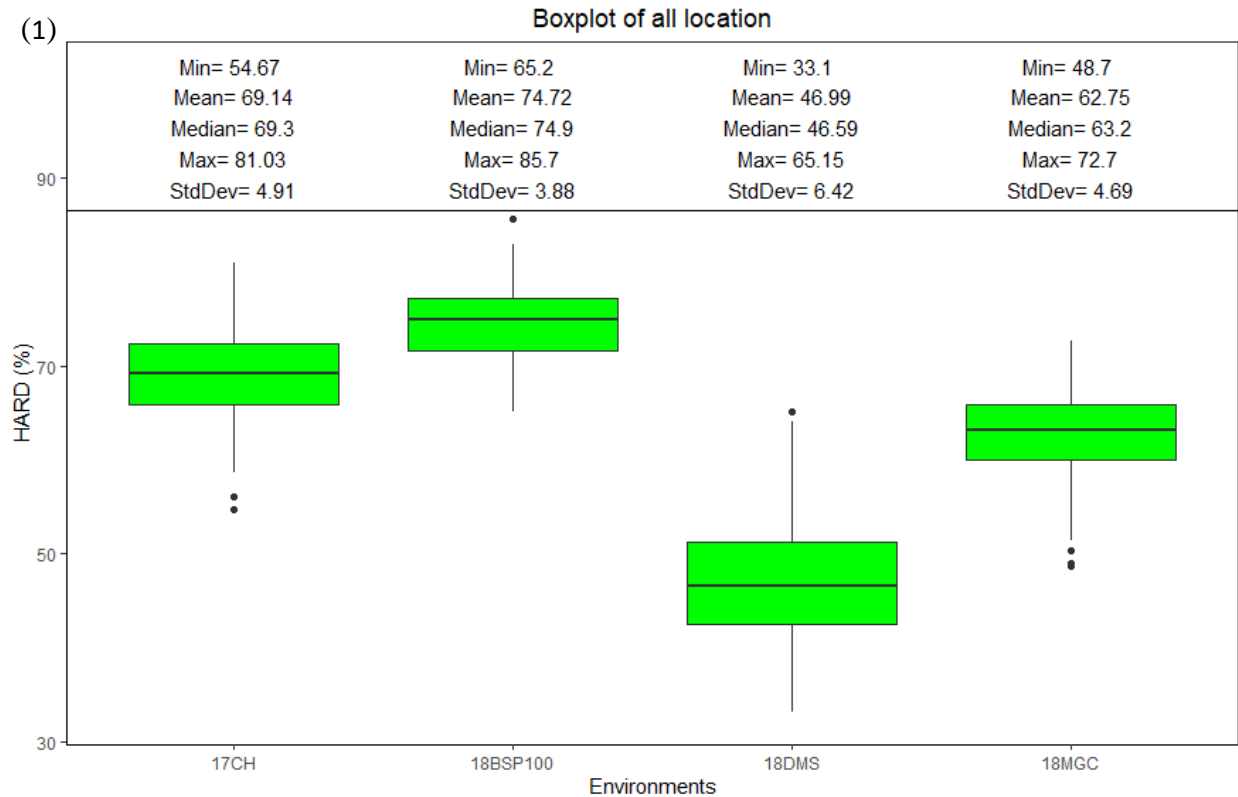 (1)
Boxplot of all location
Min= 54.67 Min= 65.2 Min= 33.1 Min= 48.7
Mean= 69.14 Mean= 74.72 Mean= 46.99 Mean= 62.75
Median= 69.3 Median= 74.9 Median= 46.59 Median= 63.2
Max= 81.03 Max= 85.7 Max= 65.15 Max= 72.7
StdDev= 4.91 StdDev= 3.88 StdDev= 6.42 StdDev= 4.69
90
70
50
30
HARD (%)
17CH 18BSP100 18DMS 18MGC
Environments